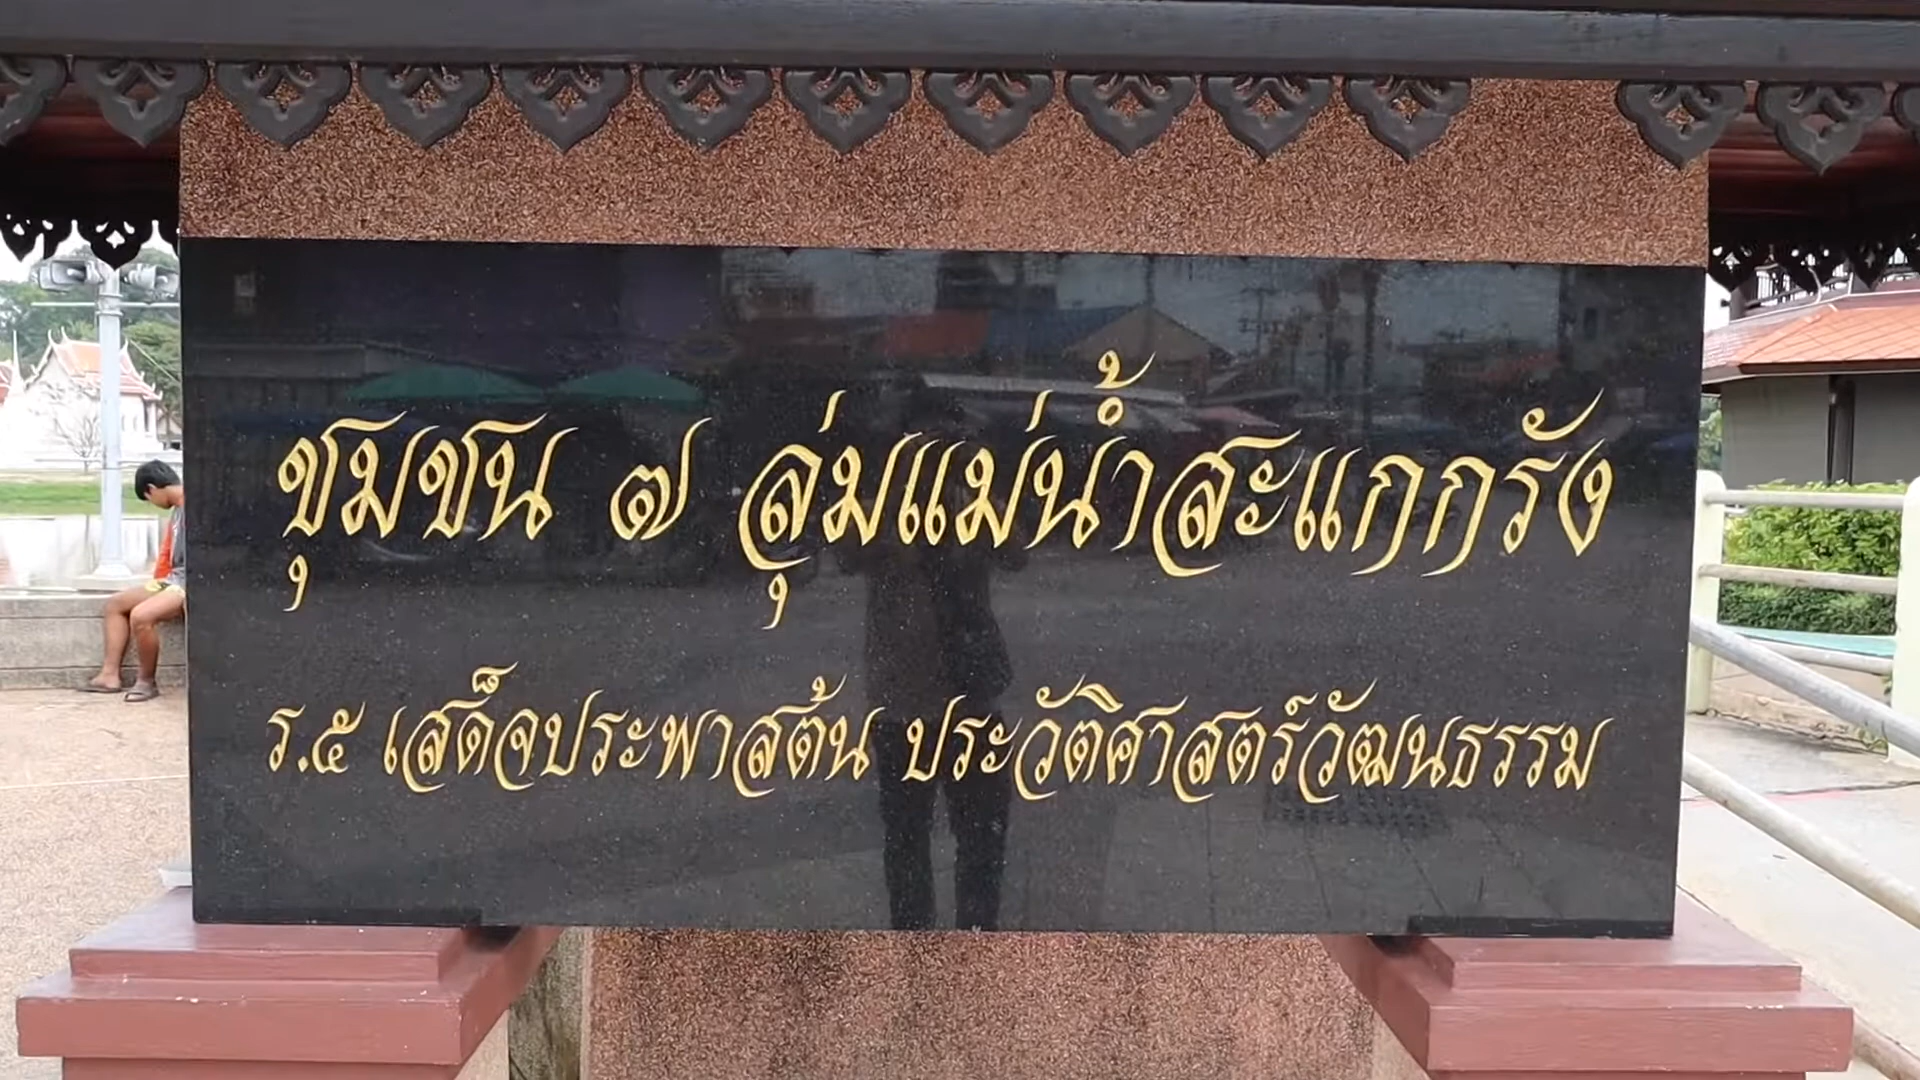 ชุมชน ๗ ลุ่มแม่น้ำสะแกกรัง
ร.๕ เสด็จประพาสต้น ประวัติศาสตร์วัฒนธรรม